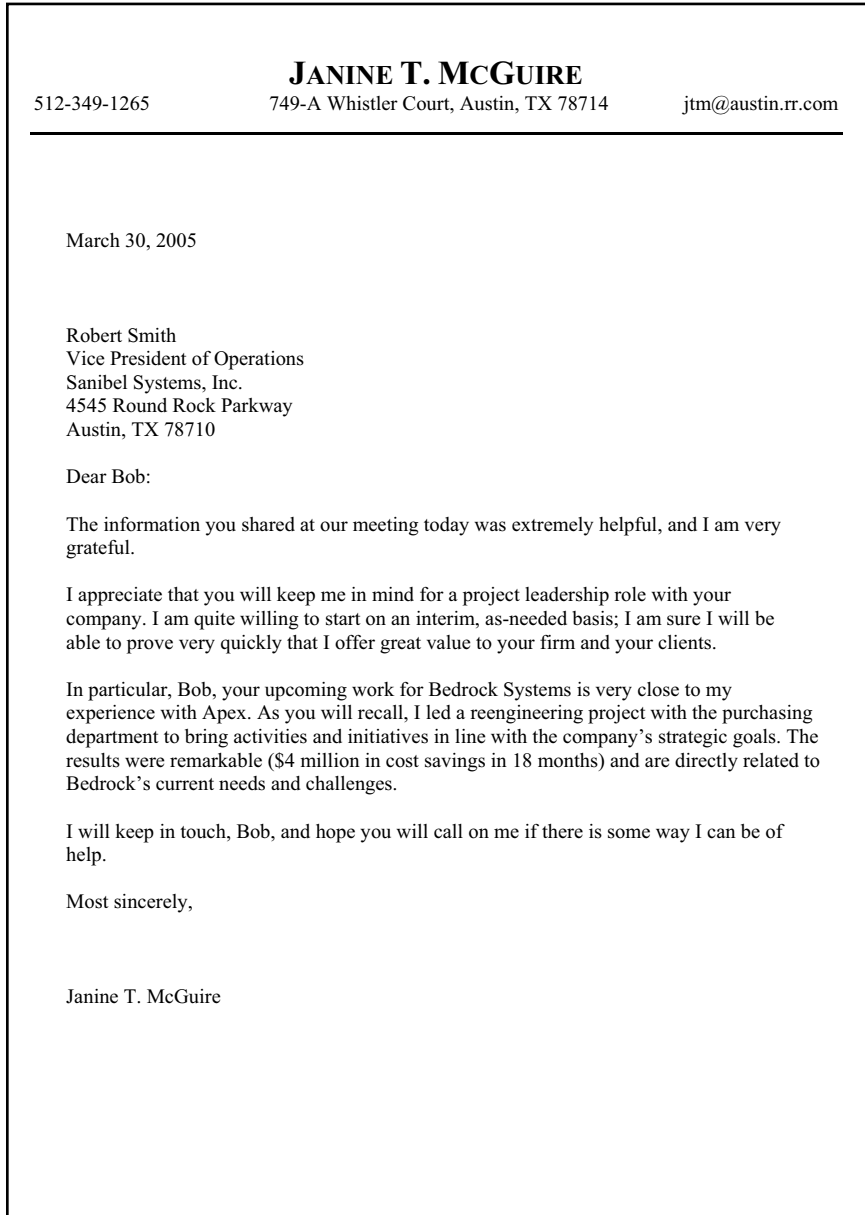 JANINE T. MCGUIRE
512-349-1265 749-A Whistler Court, Austin, TX 78714 jtm@austin.rr.com
March 30, 2005
Robert Smith
Vice President of Operations
Sanibel Systems, Inc.
4545 Round Rock Parkway
Austin, TX 78710
Dear Bob:
The information you shared at our meeting today was extremely helpful, and I am very
grateful.
I appreciate that you will keep me in mind for a project leadership role with your
company. I am quite willing to start on an interim, as-needed basis; I am sure I will be
able to prove very quickly that I offer great value to your firm and your clients.
In particular, Bob, your upcoming work for Bedrock Systems is very close to my
experience with Apex. As you will recall, I led a reengineering project with the purchasing
department to bring activities and initiatives in line with the company’s strategic goals. The
results were remarkable ($4 million in cost savings in 18 months) and are directly related to
Bedrock’s current needs and challenges.
I will keep in touch, Bob, and hope you will call on me if there is some way I can be of
help.
Most sincerely,
Janine T. McGuire